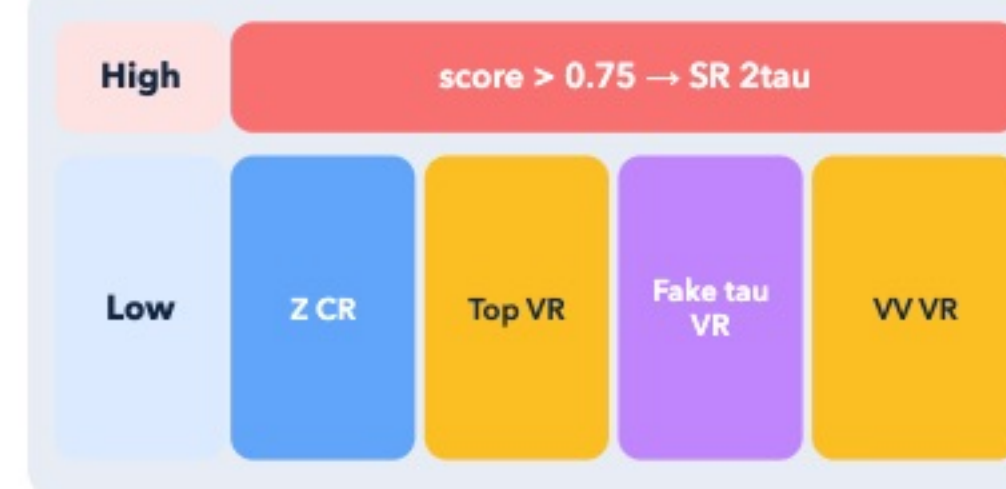 High
score > 0.75 → SR 2tau
Low
Z CR
Top VR
Fake tau
VR
VV VR